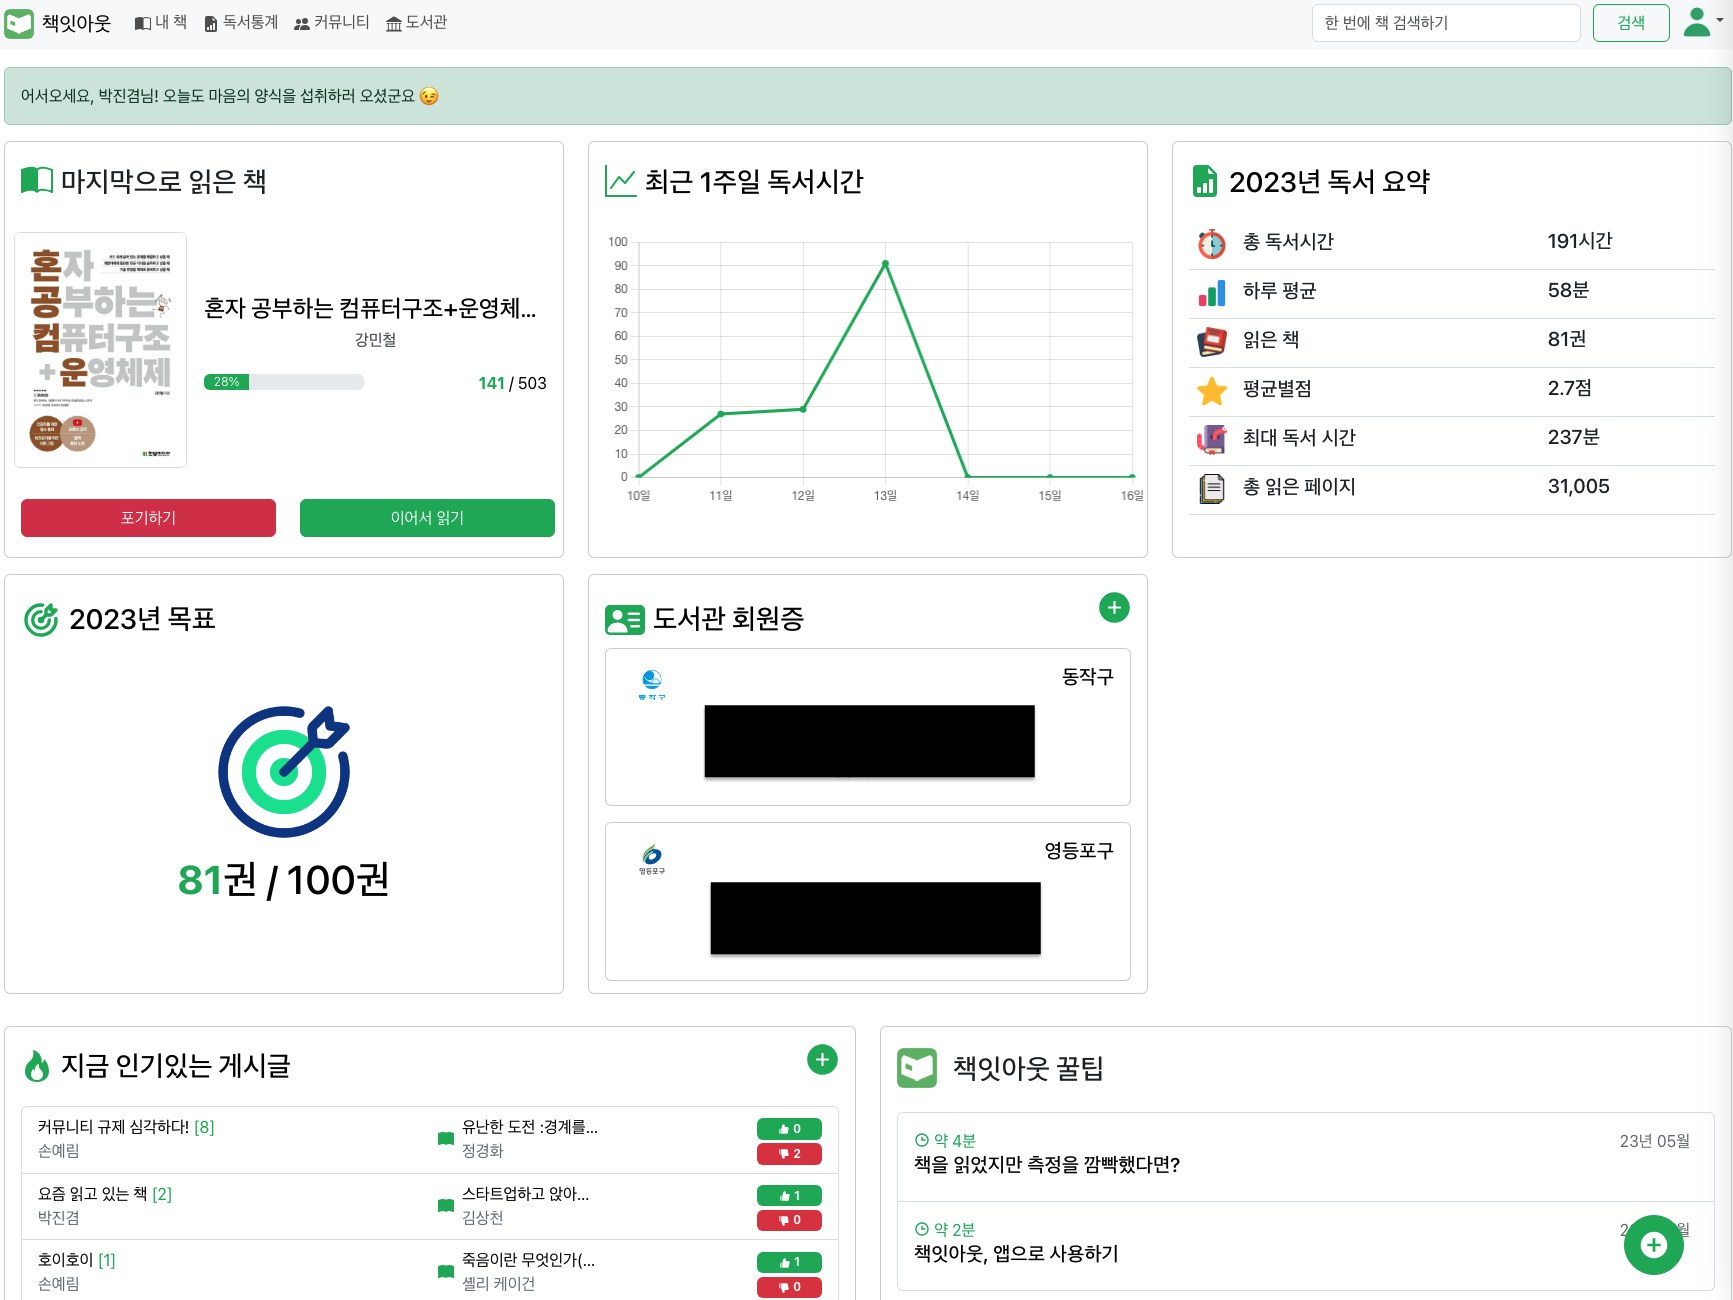 책잇아웃
내 책
독서통계
커뮤니티
도서관
한 번에 책 검색하기
검색
어서오세요, 박진겸님! 오늘도 마음의 양식을 섭취하러 오셨군요 😉
마지막으로 읽은 책
혼자
공부하는
컴퓨터구조
+운영체제
혼자 공부하는 컴퓨터구조+운영체...
강민철
28%
141 / 503
포기하기
이어서 읽기
최근 1주일 독서시간
100
90
80
70
60
50
40
30
20
10
0
10일
11일
12일
13일
14일
15일
16일
2023년 독서 요약
총 독서시간 191시간
하루 평균 58분
읽은 책 81권
평균별점 2.7점
최대 독서 시간 237분
총 읽은 페이지 31,005
2023년 목표
81권 / 100권
도서관 회원증
동작구
동작구
영등포구
영등포구
지금 인기있는 게시글
커뮤니티 규제 심각하다! [8]
손예림
유난한 도전 :경계를...
정경화
0
2
요즘 읽고 있는 책 [2]
박진겸
스타트업하고 앉아...
김상천
1
0
호이호이 [1]
손예림
죽음이란 무엇인가(...
셸리 케이건
1
0
책잇아웃 꿀팁
약 4분
23년 05월
책을 읽었지만 측정을 깜빡했다면?
약 2분
책잇아웃, 앱으로 사용하기